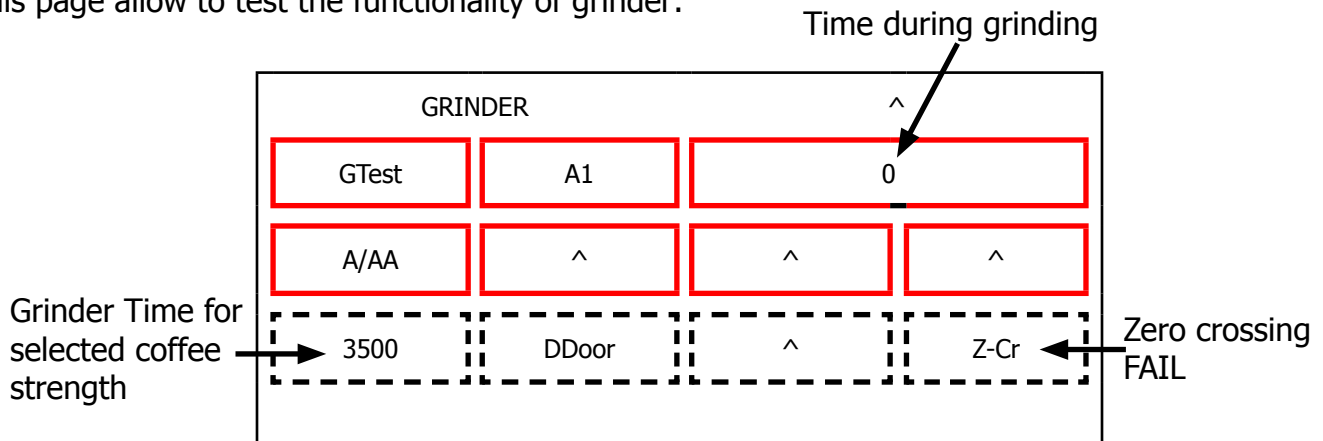 is page allow to test the functionality of grinder.
Time during grinding
GRINDER ^
GTest A1 0
A/AA ^ ^ ^
Grinder Time for
selected coffee
strength
3500 DDoor ^ Z-Cr
Zero crossing
FAIL